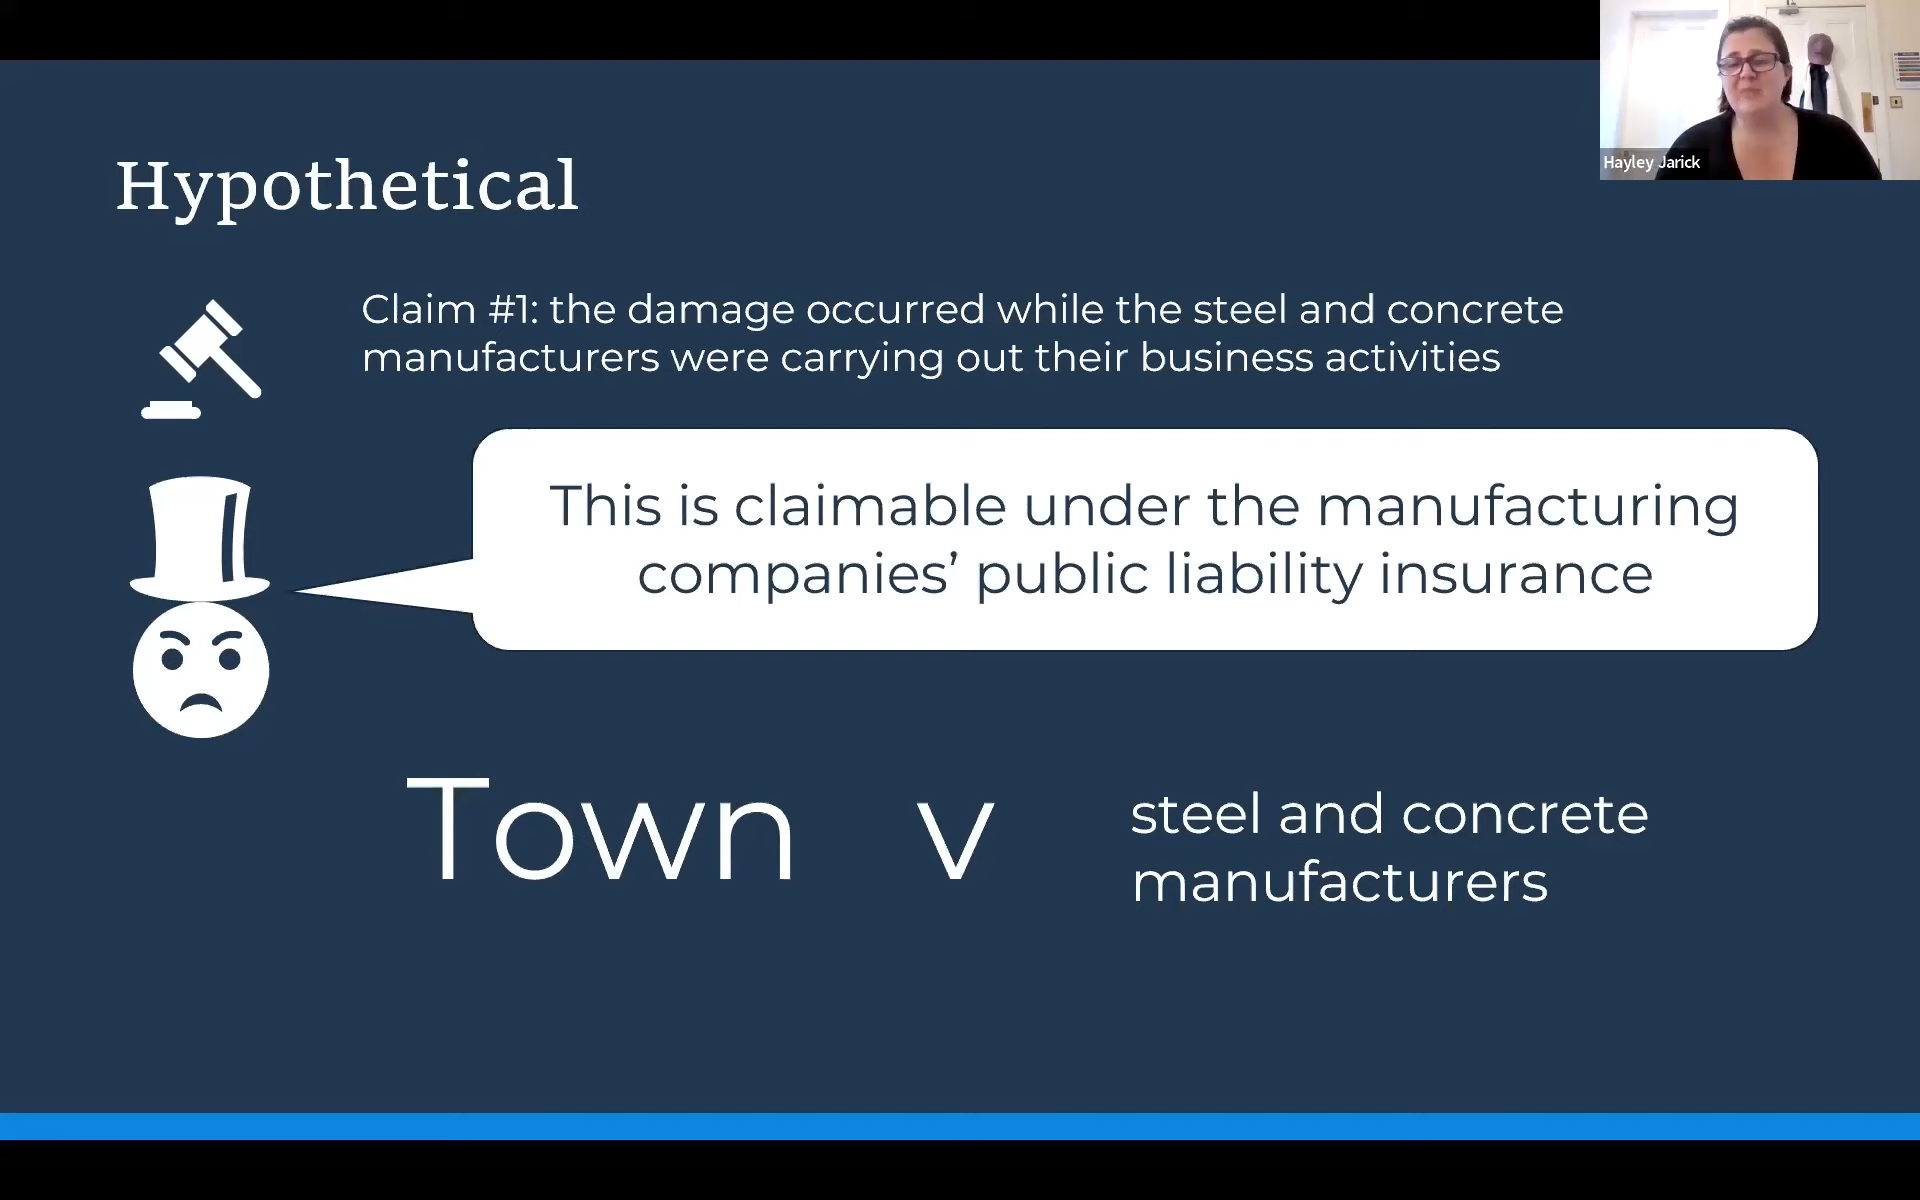 Hayley Jarick
Hypothetical
Claim #1: the damage occurred while the steel and concrete
manufacturers were carrying out their business activities
This is claimable under the manufacturing
companies’ public liability insurance
Town v steel and concrete
manufacturers